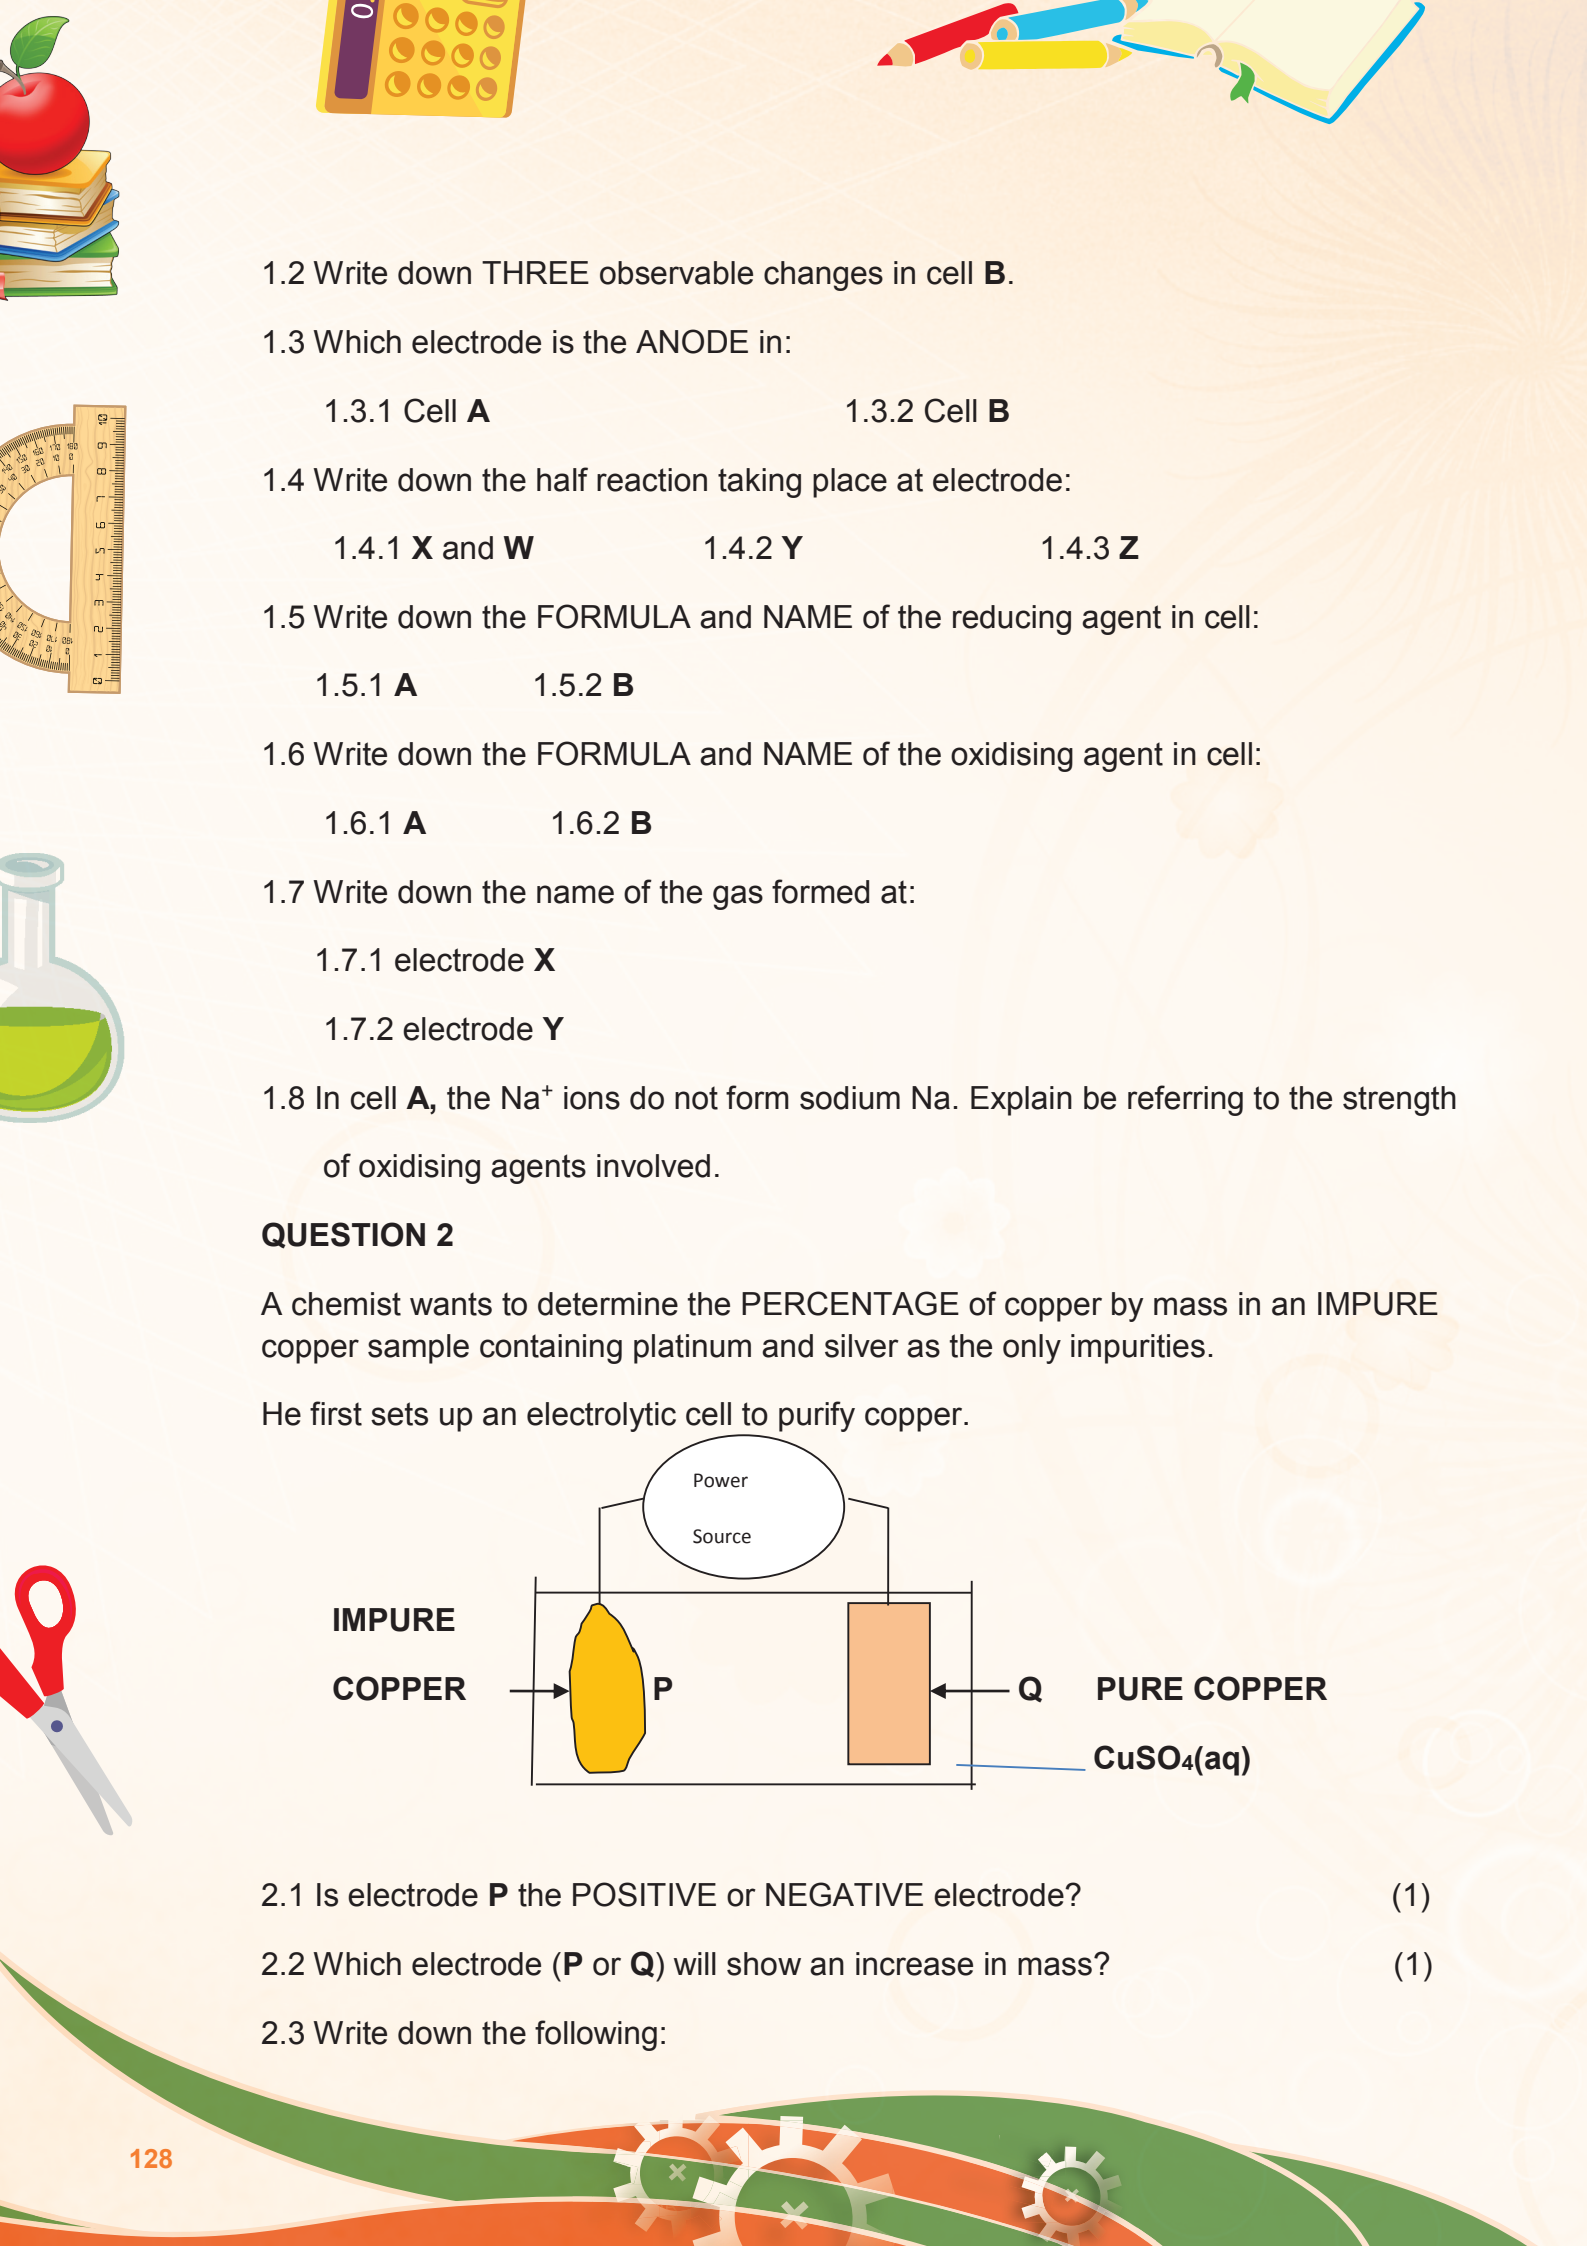 1.2 Write down THREE observable changes in cell B.
1.3 Which electrode is the ANODE in:
1.3.1 Cell A 1.3.2 Cell B
1.4 Write down the half reaction taking place at electrode:
1.4.1 X and W 1.4.2 Y 1.4.3 Z
1.5 Write down the FORMULA and NAME of the reducing agent in cell:
1.5.1 A 1.5.2 B
1.6 Write down the FORMULA and NAME of the oxidising agent in cell:
1.6.1 A 1.6.2 B
1.7 Write down the name of the gas formed at:
1.7.1 electrode X
1.7.2 electrode Y
1.8 In cell A, the Na⁺ ions do not form sodium Na. Explain be referring to the strength
of oxidising agents involved.
QUESTION 2
A chemist wants to determine the PERCENTAGE of copper by mass in an IMPURE
copper sample containing platinum and silver as the only impurities.
He first sets up an electrolytic cell to purify copper.
Power
Source
IMPURE
COPPER P Q PURE COPPER
CuSO₄(aq)
2.1 Is electrode P the POSITIVE or NEGATIVE electrode? (1)
2.2 Which electrode (P or Q) will show an increase in mass? (1)
2.3 Write down the following:
128